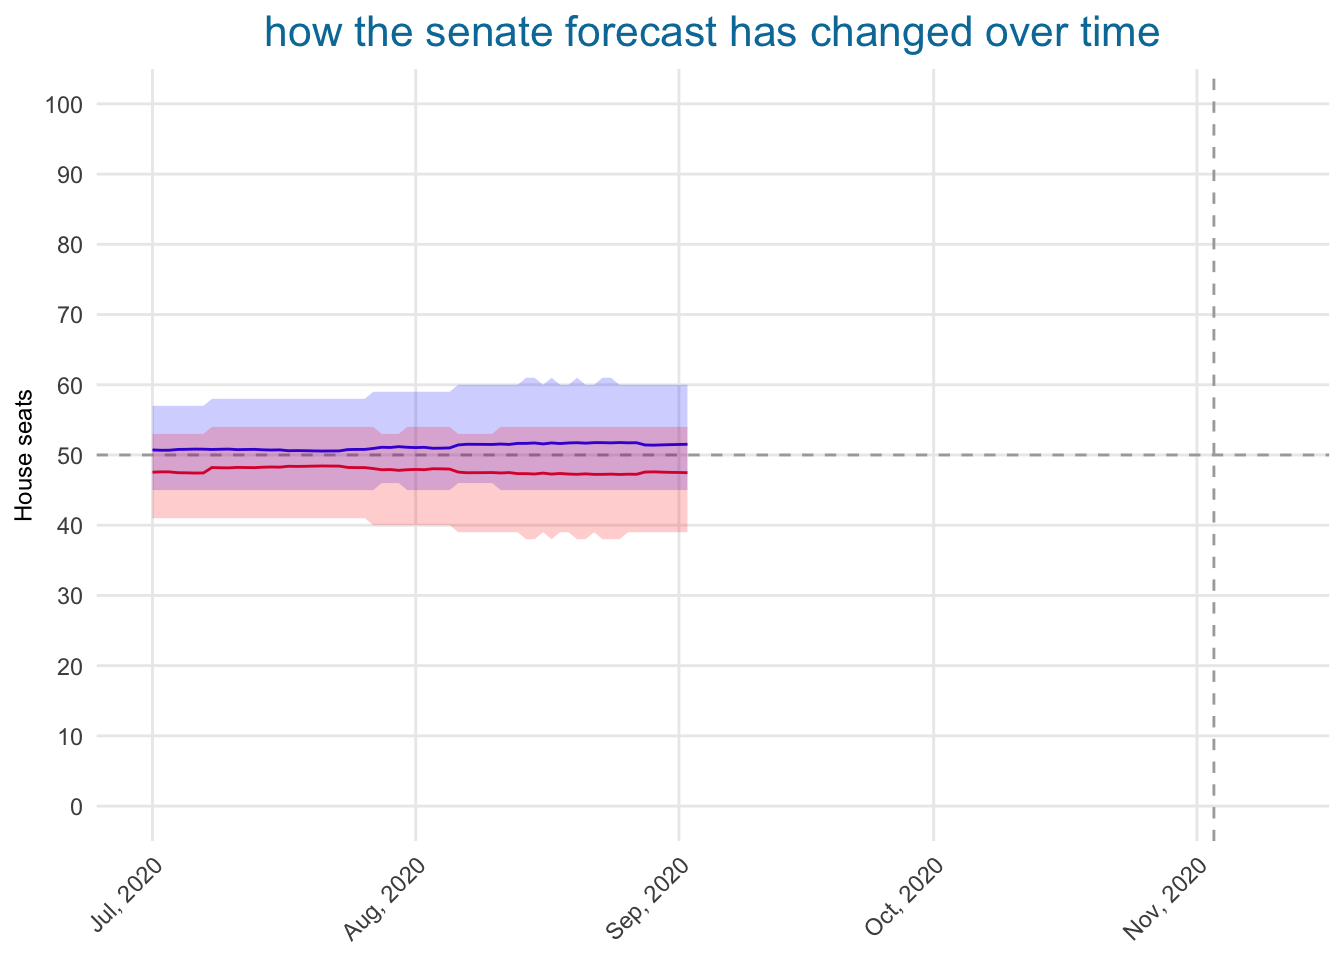 how the senate forecast has changed over time
House seats
100
90
80
70
60
50
40
30
20
10
0
Jul, 2020
Aug, 2020
Sep, 2020
Oct, 2020
Nov, 2020